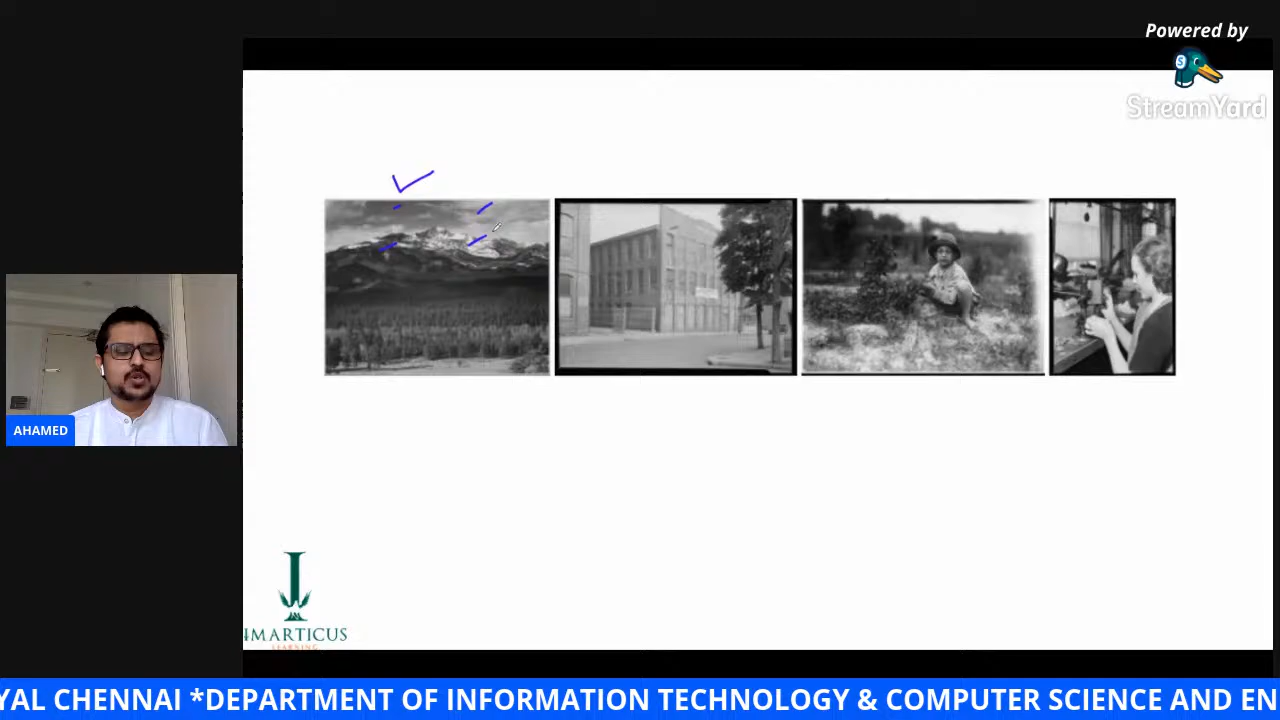 Powered by
StreamYard
AHAMED
IMARTICUS
LEARNING
YAL CHENNAI *DEPARTMENT OF INFORMATION TECHNOLOGY & COMPUTER SCIENCE AND EN